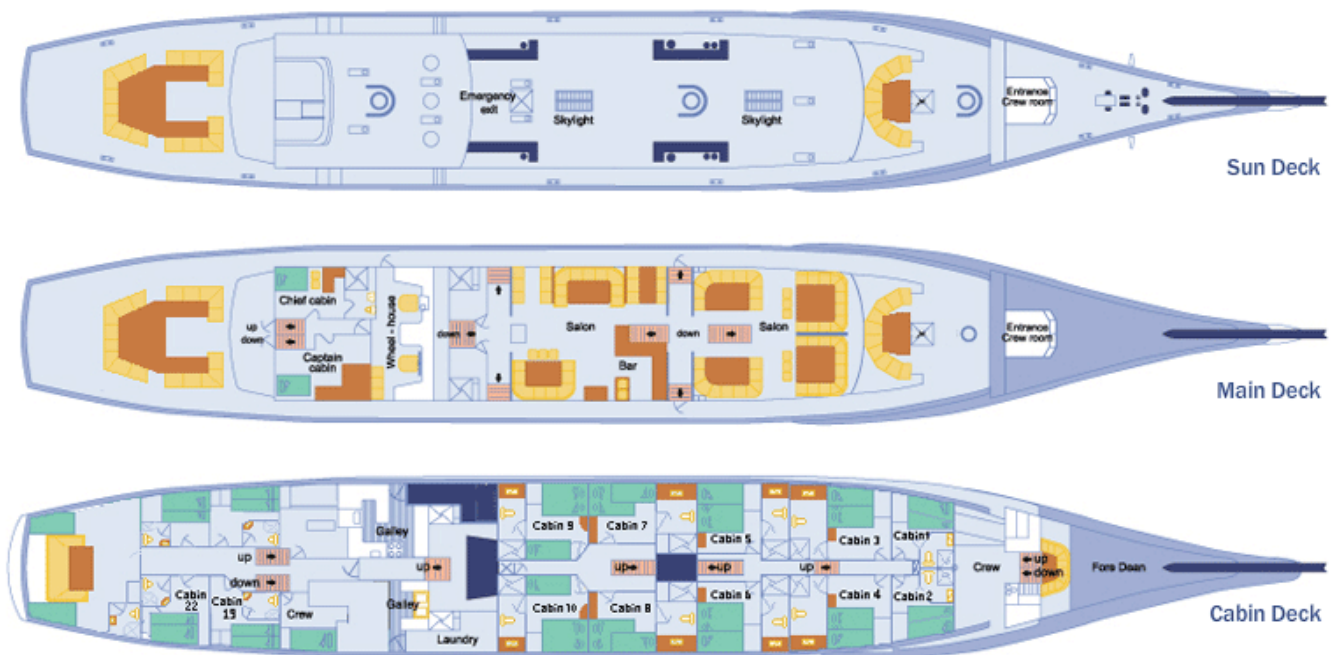 Emergency
exit
Skylight
Skylight
Entrance
Crew room
Sun Deck
Chief cabin
up
down
Captain
cabin
Wheel - house
down
Salon
Bar
down
Salon
Entrance
Crew room
Main Deck
Galley
Cabin 9
Cabin 7
Cabin 5
Cabin 3
Cabin 1
up
down
up
up
up
up
Crew
up
down
Fore Dean
Cabin
22
Cabin
19
Crew
Galley
Laundry
Cabin 10
Cabin 8
Cabin 6
Cabin 4
Cabin 2
Cabin Deck